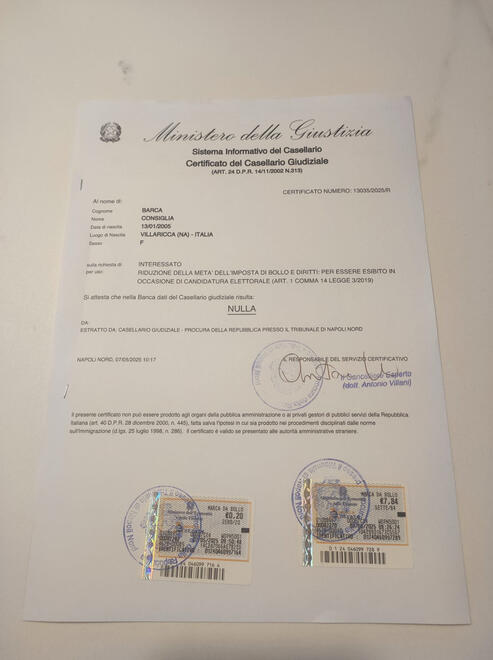 Ministero della Giustizia
Sistema Informativo del Casellario
Certificato del Casellario Giudiziale
(ART. 24 D.P.R. 14/11/2002 N.313)
CERTIFICATO NUMERO: 13035/2025/R
Al nome di:
Cognome BARCA
Nome CONSIGLIA
Data di nascita 13/01/2005
Luogo di Nascita VILLARICCA (NA) - ITALIA
Sesso F
sulla richiesta di INTERESSATO
per uso: RIDUZIONE DELLA META' DELL'IMPOSTA DI BOLLO E DIRITTI: PER ESSERE ESIBITO IN
OCCASIONE DI CANDIDATURA ELETTORALE (ART. 1 COMMA 14 LEGGE 3/2019)
Si attesta che nella Banca dati del Casellario giudiziale risulta:
NULLA
DA:
ESTRATTO DA: CASELLARIO GIUDIZIALE - PROCURA DELLA REPUBBLICA PRESSO IL TRIBUNALE DI NAPOLI NORD
NAPOLI NORD, 07/05/2025 10:17
IL RESPONSABILE DEL SERVIZIO CERTIFICATIVO
Il Cancelliere Esperto
(dott. Antonio Villani)
Il presente certificato non può essere prodotto agli organi della pubblica amministrazione o ai privati gestori di pubblici servizi della Repubblica
Italiana (art. 40 D.P.R. 28 dicembre 2000, n. 445), fatta salva l'ipotesi in cui sia prodotto nei procedimenti disciplinati dalle norme
sull'immigrazione (d.lgs. 25 luglio 1998, n. 286). Il certificato è valido se presentato alle autorità amministrative straniere.
MARCA DA BOLLO
€0,20
ZERO/20
IDENTIFICATIVO
MARCA DA BOLLO
€7,84
SETTE/84
IDENTIFICATIVO